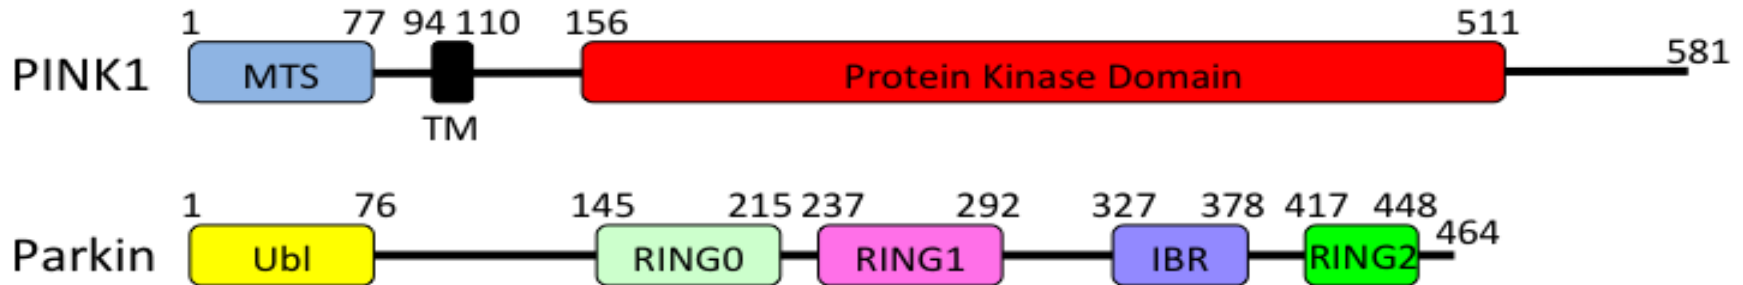 1 77 94 110 156 511 581
PINK1 MTS Protein Kinase Domain
TM
1 76 145 215 237 292 327 378 417 448 464
Parkin Ubl RING0 RING1 IBR RING2